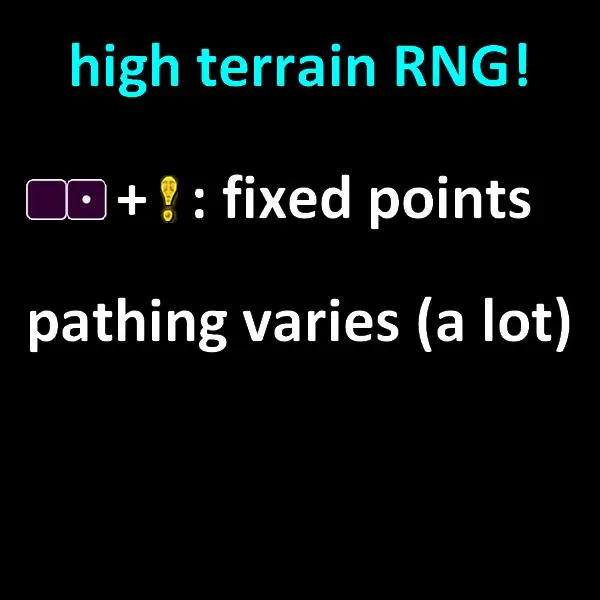 high terrain RNG!
+ ! : fixed points
pathing varies (a lot)